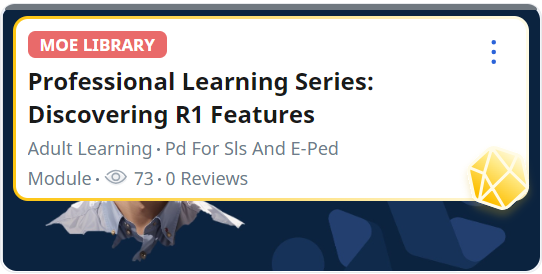 MOE LIBRARY
Professional Learning Series:
Discovering R1 Features
Adult Learning · Pd For Sls And E-Ped
Module · 73 · 0 Reviews